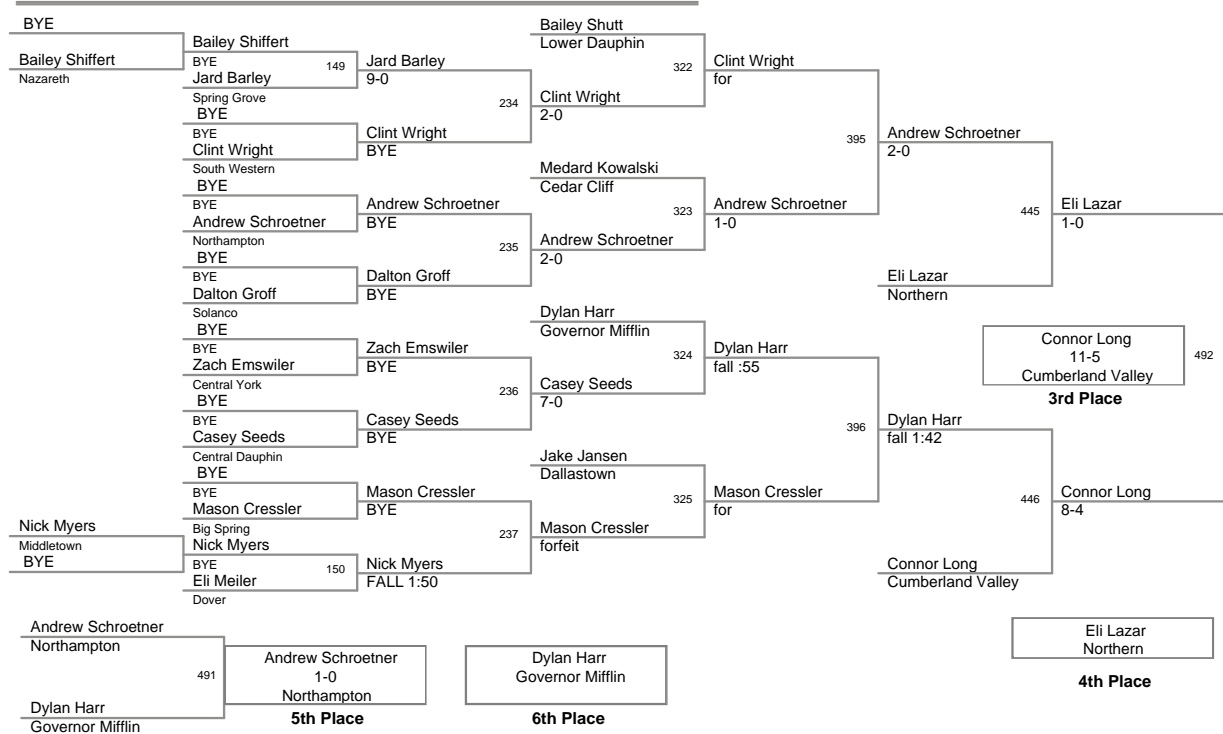 BYE
Bailey Shiffert
Nazareth
Nick Myers
Middletown
BYE
Bailey Shiffert
BYE
149
Jard Barley
Spring Grove
BYE
BYE
Clint Wright
South Western
BYE
BYE
Andrew Schroetner
Northampton
BYE
BYE
Dalton Groff
Solanco
BYE
BYE
Zach Emswiler
Central York
BYE
BYE
Casey Seeds
Central Dauphin
BYE
BYE
Mason Cressler
Big Spring
Nick Myers
BYE
150
Eli Meiler
Dover
Jard Barley
9-0
234
Clint Wright
BYE
Andrew Schroetner
BYE
235
Dalton Groff
BYE
Zach Emswiler
BYE
236
Casey Seeds
BYE
Mason Cressler
BYE
237
Nick Myers
FALL 1:50
Bailey Shutt
Lower Dauphin
322
Clint Wright
2-0
Medard Kowalski
Cedar Cliff
323
Andrew Schroetner
2-0
Dylan Harr
Governor Mifflin
324
Casey Seeds
7-0
Jake Jansen
Dallastown
325
Mason Cressler
forfeit
Clint Wright
for
395
Andrew Schroetner
1-0
Dylan Harr
fall :55
396
Mason Cressler
for
Andrew Schroetner
2-0
445
Eli Lazar
Northern
Dylan Harr
fall 1:42
446
Connor Long
Cumberland Valley
Eli Lazar
1-0
Connor Long
11-5
Cumberland Valley
492
3rd Place
Connor Long
8-4
Andrew Schroetner
Northampton
491
Dylan Harr
Governor Mifflin
Andrew Schroetner
1-0
Northampton
5th Place
Dylan Harr
Governor Mifflin
6th Place
Eli Lazar
Northern
4th Place